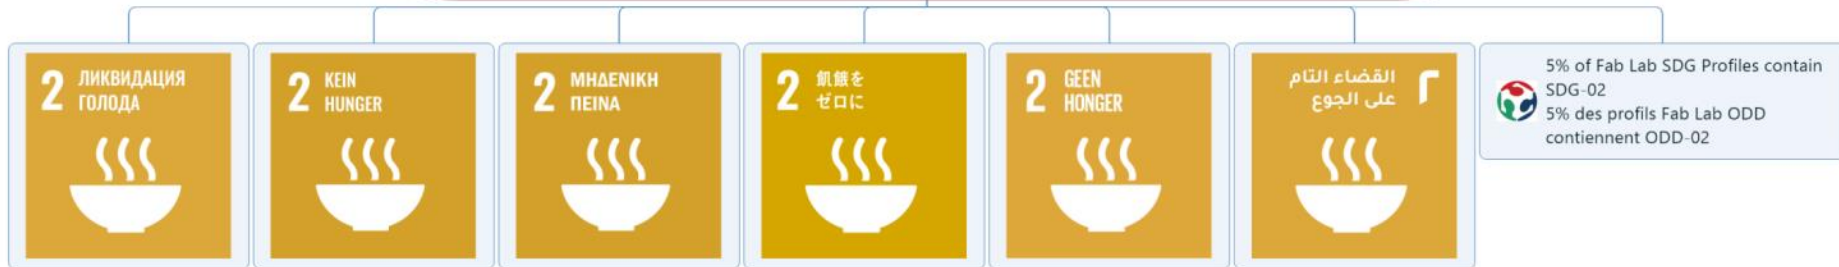 2 ЛИКВИДАЦИЯ
ГОЛОДА
2 KEIN
HUNGER
2 ΜΗΔΕΝΙΚΗ
ΠΕΙΝΑ
2 飢餓を
ゼロに
2 GEEN
HONGER
٢ القضاء التام
على الجوع
5% of Fab Lab SDG Profiles contain
SDG-02
5% des profils Fab Lab ODD
contiennent ODD-02